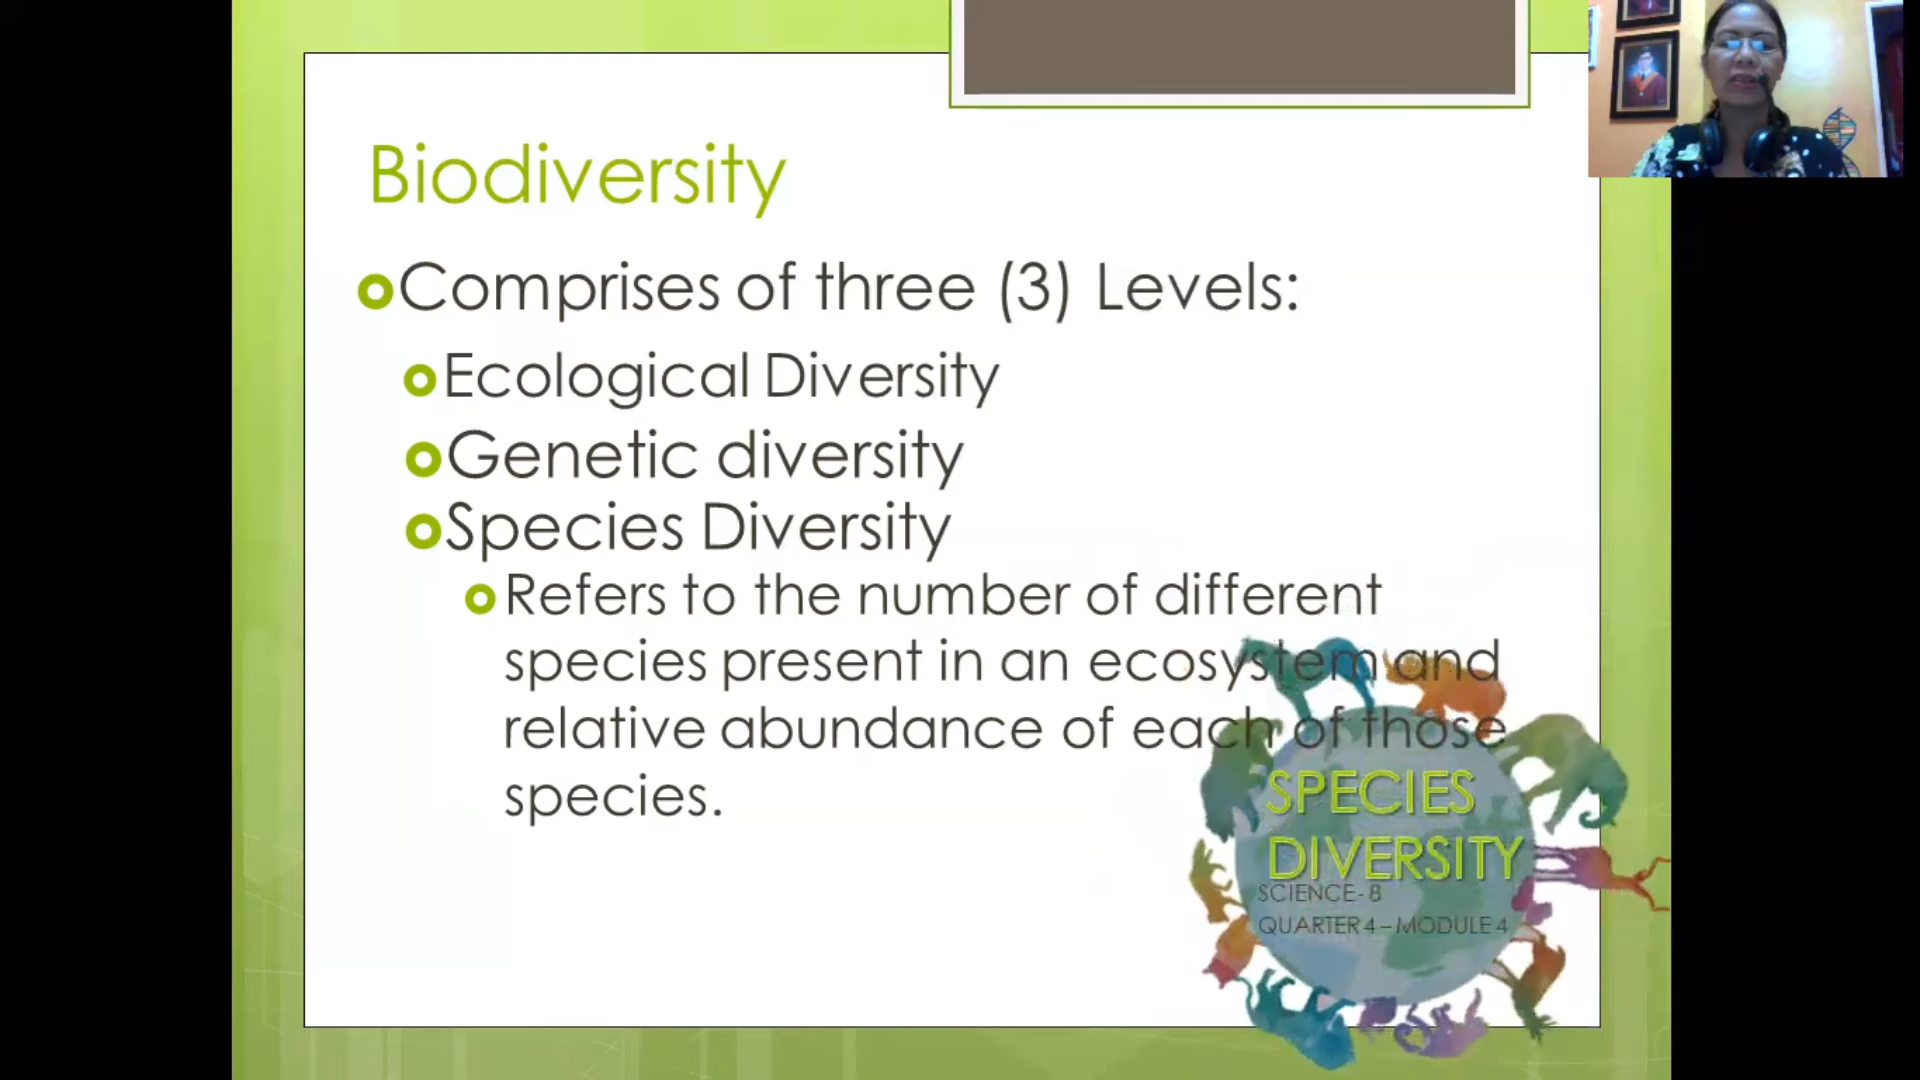 Biodiversity
Comprises of three (3) Levels:
Ecological Diversity
Genetic diversity
Species Diversity
Refers to the number of different
species present in an ecosystem and
relative abundance of each of those
species.
SPECIES
DIVERSITY
SCIENCE- 8
QUARTER 4 – MODULE 4